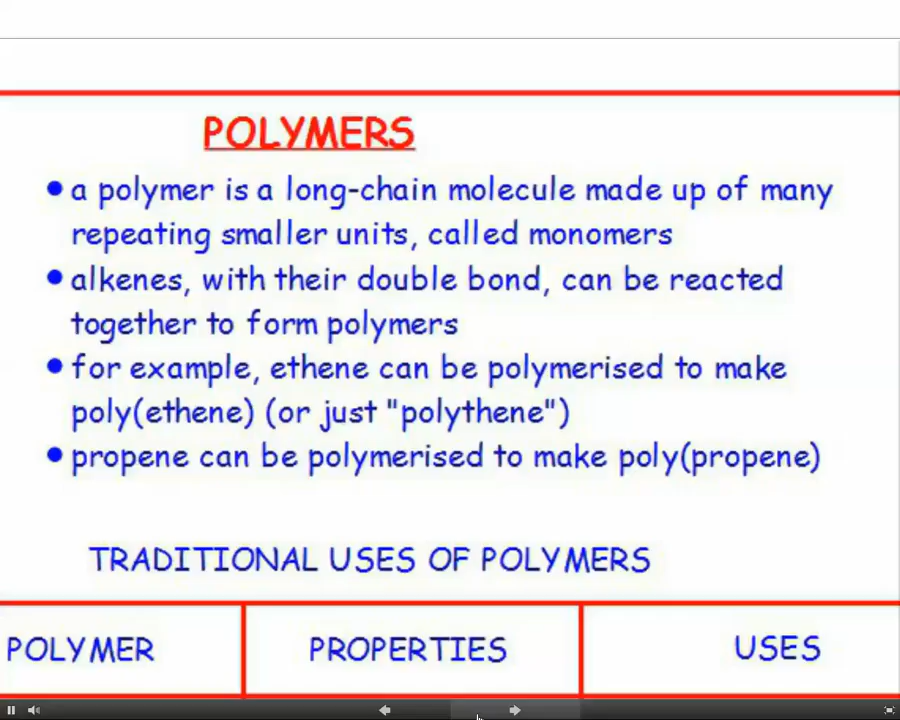 POLYMERS
• a polymer is a long-chain molecule made up of many
repeating smaller units, called monomers
• alkenes, with their double bond, can be reacted
together to form polymers
• for example, ethene can be polymerised to make
poly(ethene) (or just "polythene")
• propene can be polymerised to make poly(propene)
TRADITIONAL USES OF POLYMERS
POLYMER PROPERTIES USES